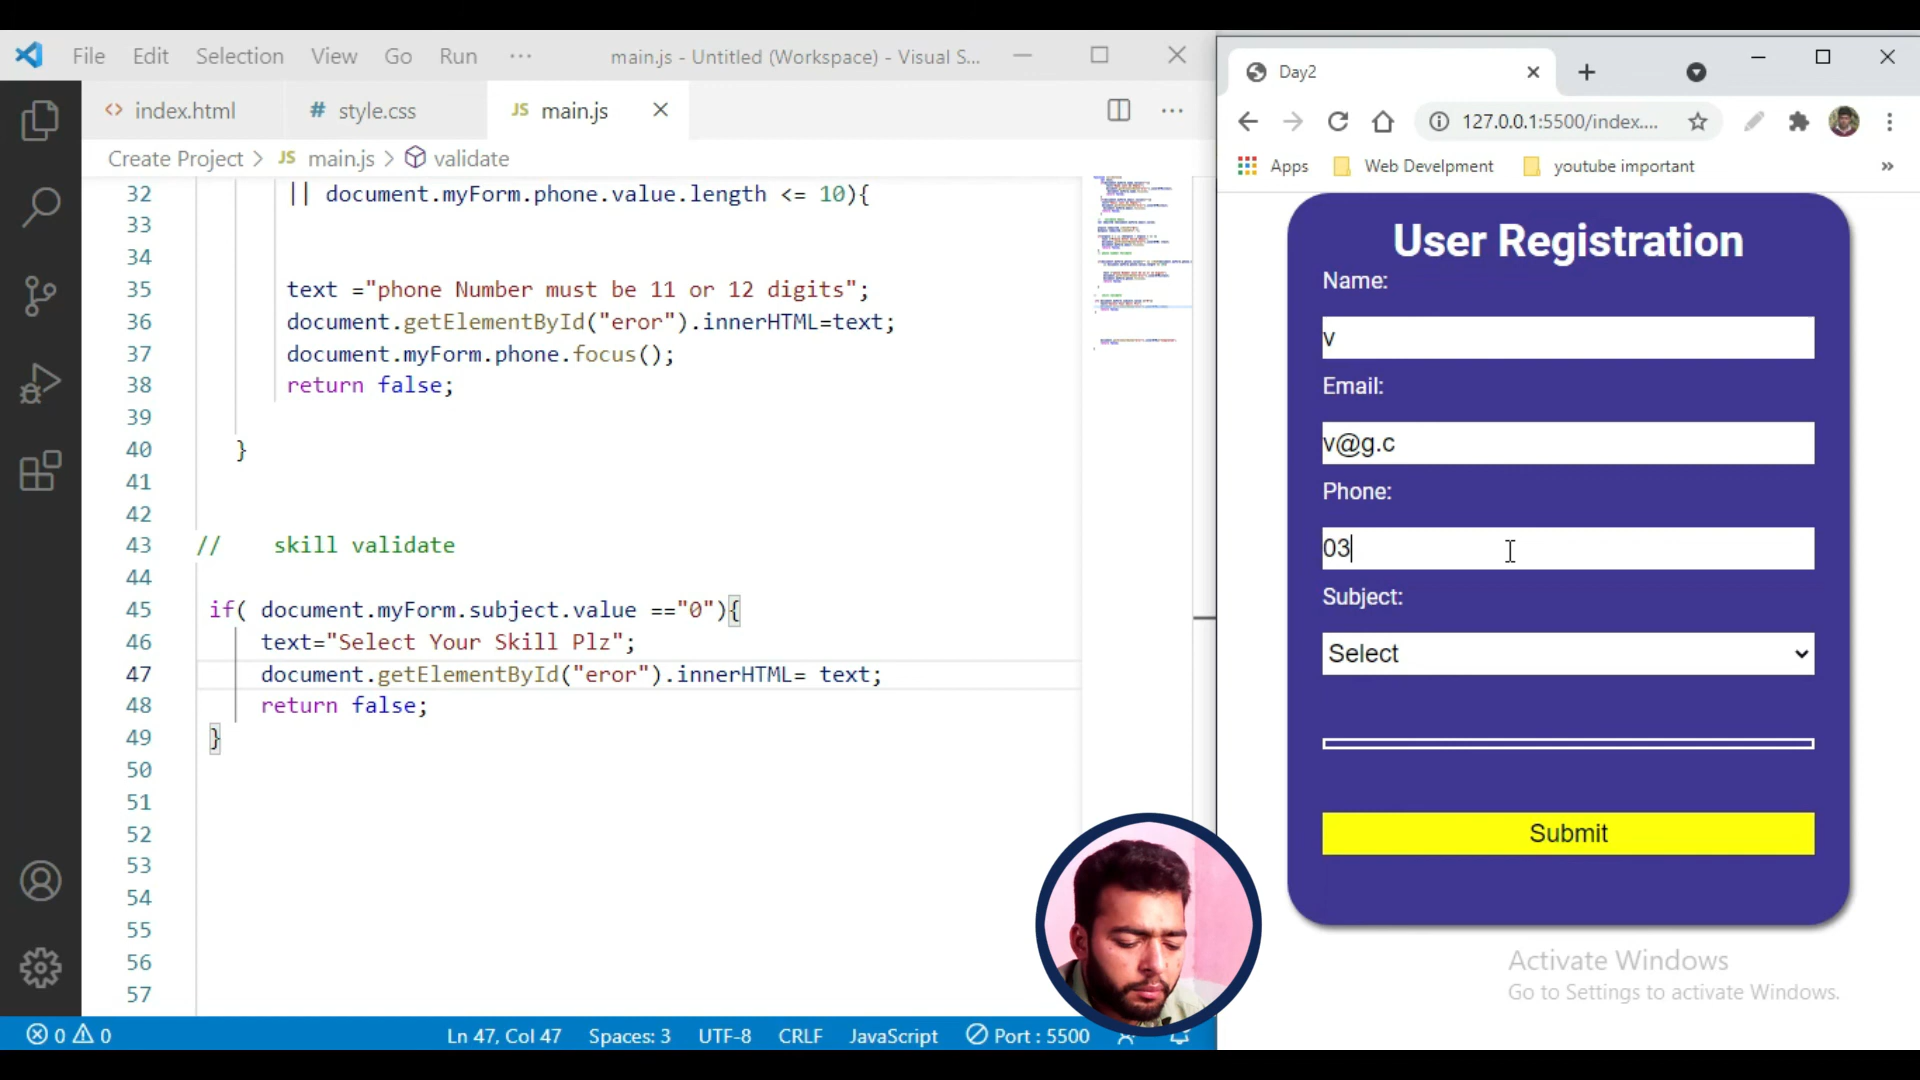 File Edit Selection View Go Run ··· main.js - Untitled (Workspace) - Visual S...
<> index.html # style.css JS main.js
Create Project > JS main.js > validate
32 || document.myForm.phone.value.length <= 10){
33
34
35 text ="phone Number must be 11 or 12 digits";
36 document.getElementById("eror").innerHTML=text;
37 document.myForm.phone.focus();
38 return false;
39
40 }
41
42
43 // skill validate
44
45 if( document.myForm.subject.value =="0"){
46 text="Select Your Skill Plz";
47 document.getElementById("eror").innerHTML= text;
48 return false;
49 }
50
51
52
53
54
55
56
57
0 0 Ln 47, Col 47 Spaces: 3 UTF-8 CRLF JavaScript Port : 5500
Day2
127.0.0.1:5500/index....
Apps Web Develpment youtube important »
User Registration
Name:
v
Email:
v@g.c
Phone:
03
Subject:
Select
Submit
Activate Windows
Go to Settings to activate Windows.